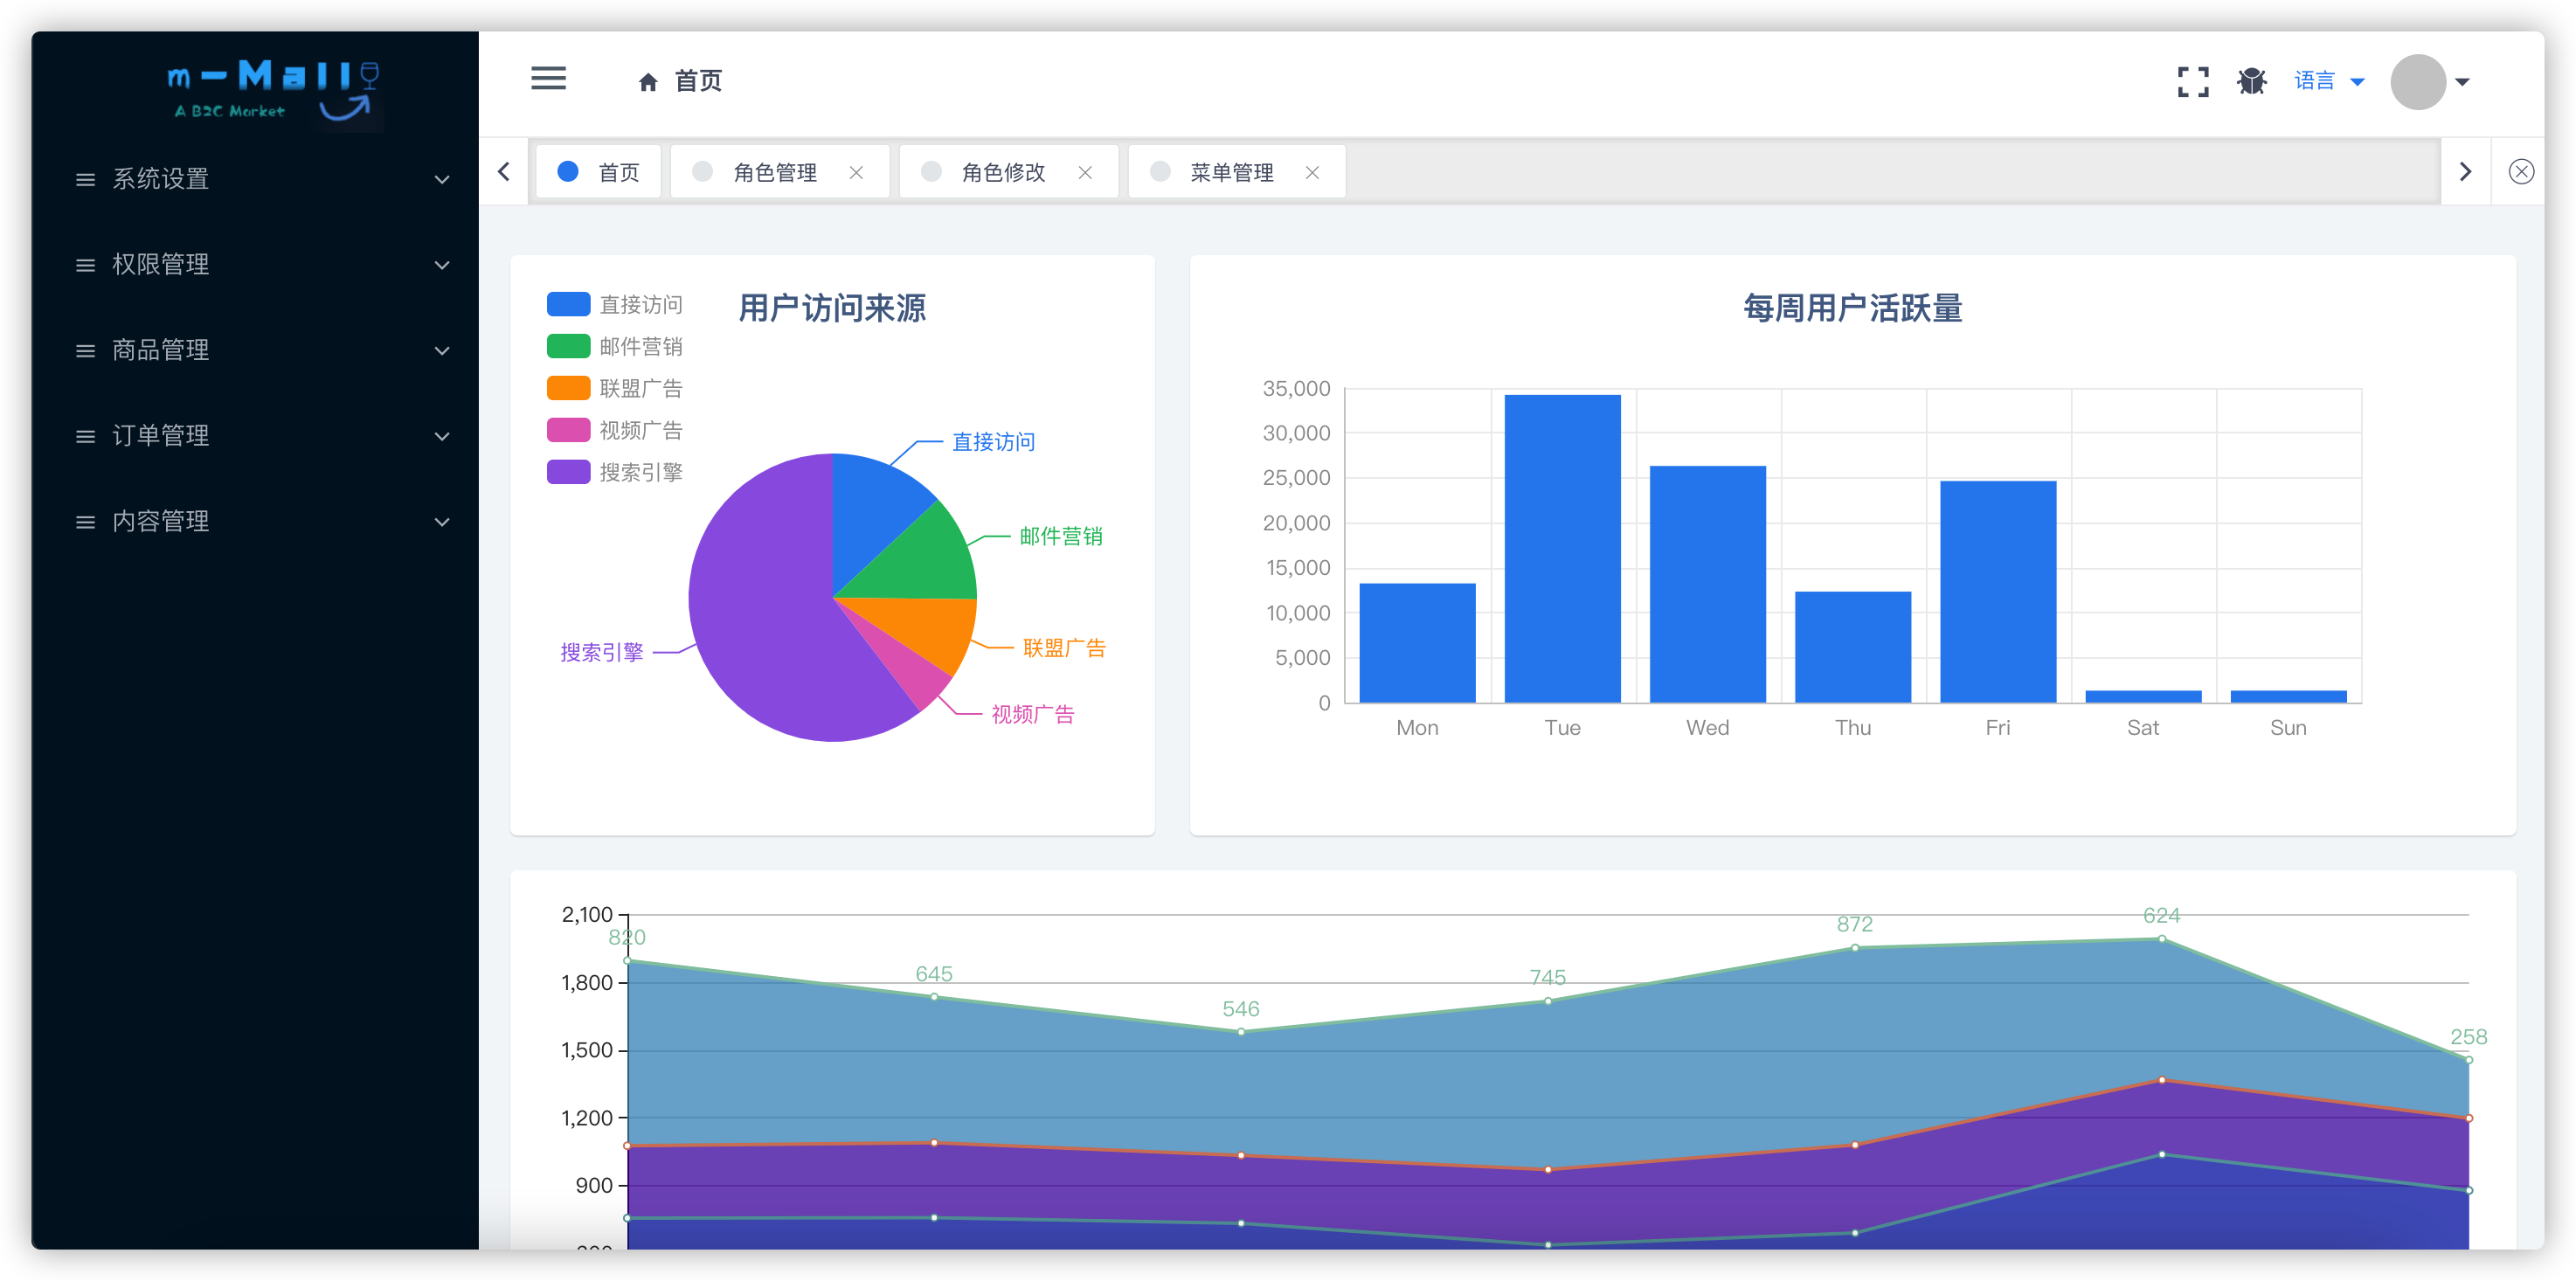 m-Mall
A B2C Market
系统设置
权限管理
商品管理
订单管理
内容管理
首页
语言
首页
角色管理
角色修改
菜单管理
用户访问来源
直接访问
邮件营销
联盟广告
视频广告
搜索引擎
直接访问
邮件营销
联盟广告
视频广告
搜索引擎
每周用户活跃量
35,000
30,000
25,000
20,000
15,000
10,000
5,000
0
Mon Tue Wed Thu Fri Sat Sun
2,100
1,800
1,500
1,200
900
820 645 546 745 872 624 258